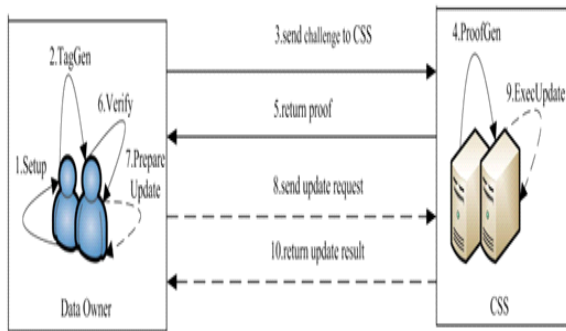 2.TagGen
6.Verify
1.Setup
7.Prepare
Update
Data Owner
3.send challenge to CSS
5.return proof
8.send update request
10.return update result
4.ProofGen
9.ExecUpdate
CSS